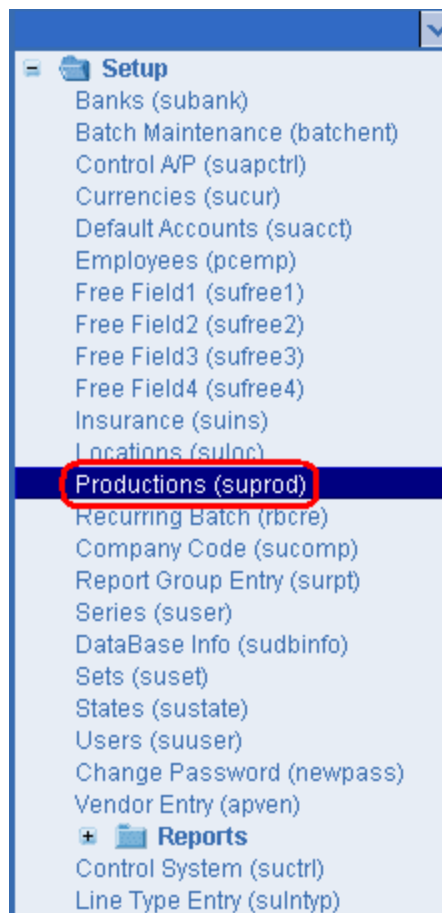 Setup
Banks (subank)
Batch Maintenance (batchent)
Control A/P (suapctrl)
Currencies (sucur)
Default Accounts (suacct)
Employees (pcemp)
Free Field1 (sufree1)
Free Field2 (sufree2)
Free Field3 (sufree3)
Free Field4 (sufree4)
Insurance (suins)
Locations (suloc)
Productions (suprod)
Recurring Batch (rbcre)
Company Code (sucomp)
Report Group Entry (surpt)
Series (suser)
DataBase Info (sudbinfo)
Sets (suset)
States (sustate)
Users (suuser)
Change Password (newpass)
Vendor Entry (apven)
Reports
Control System (suctrl)
Line Type Entry (sulntyp)